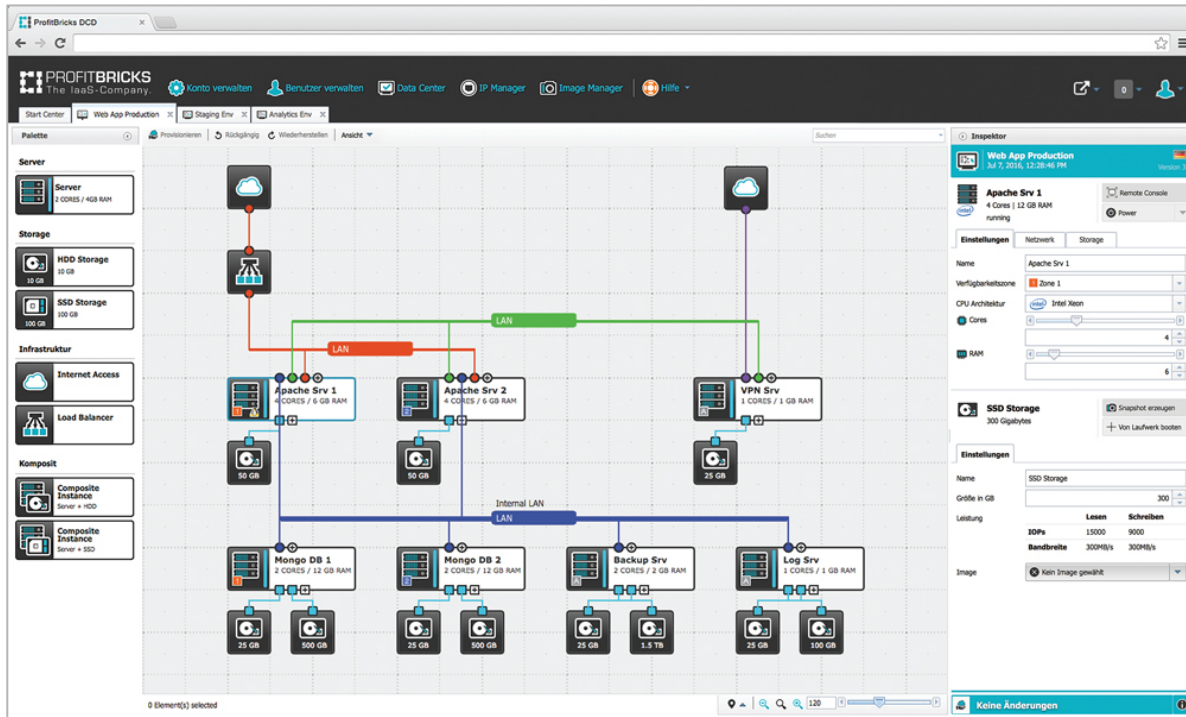 ProfitBricks DCD
PROFITBRICKS
The IaaS-Company.
Konto verwalten
Benutzer verwalten
Data Center
IP Manager
Image Manager
Hilfe
0
Start Center
Web App Production
Staging Env
Analytics Env
Palette
Provisionieren
Rückgängig
Wiederherstellen
Ansicht
Suchen
Inspektor
Server
Server
2 CORES / 4GB RAM
Storage
HDD Storage
10 GB
10 GB
SSD Storage
100 GB
100 GB
Infrastruktur
Internet Access
Load Balancer
Komposit
Composite
Instance
Server + HDD
Composite
Instance
Server + SSD
LAN
LAN
Apache Srv 1
4 CORES / 6 GB RAM
1
Apache Srv 2
4 CORES / 6 GB RAM
2
VPN Srv
1 CORES / 1 GB RAM
A
50 GB
50 GB
25 GB
Internal LAN
LAN
Mongo DB 1
2 CORES / 12 GB RAM
1
Mongo DB 2
2 CORES / 12 GB RAM
2
Backup Srv
2 CORES / 2 GB RAM
A
Log Srv
1 CORES / 1 GB RAM
A
25 GB
500 GB
25 GB
500 GB
25 GB
1.5 TB
25 GB
100 GB
0 Element(s) selected
120
Web App Production
Jul 7, 2016, 12:28:46 PM
Version
Apache Srv 1
4 Cores | 12 GB RAM
running
intel
Remote Console
Power
Einstellungen
Netzwerk
Storage
Name
Apache Srv 1
Verfügbarkeitszone
1 Zone 1
CPU Architektur
intel Intel Xeon
Cores
4
RAM
6
SSD Storage
300 Gigabytes
Snapshot erzeugen
Von Laufwerk booten
Einstellungen
Name
SSD Storage
Größe in GB
300
Leistung
Lesen
Schreiben
IOPs
15000
9000
Bandbreite
300MB/s
300MB/s
Image
Kein Image gewählt
Keine Änderungen